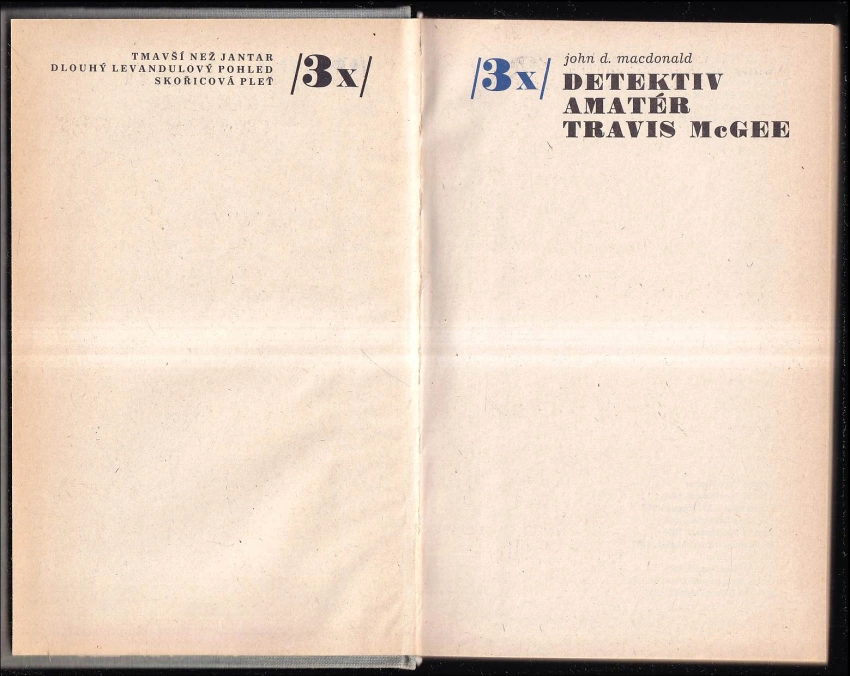 TMAVŠÍ NEŽ JANTAR
DLOUHÝ LEVANDULOVÝ POHLED
SKOŘICOVÁ PLEŤ
/3x/
/3x/
john d. macdonald
DETEKTIV
AMATÉR
TRAVIS McGEE